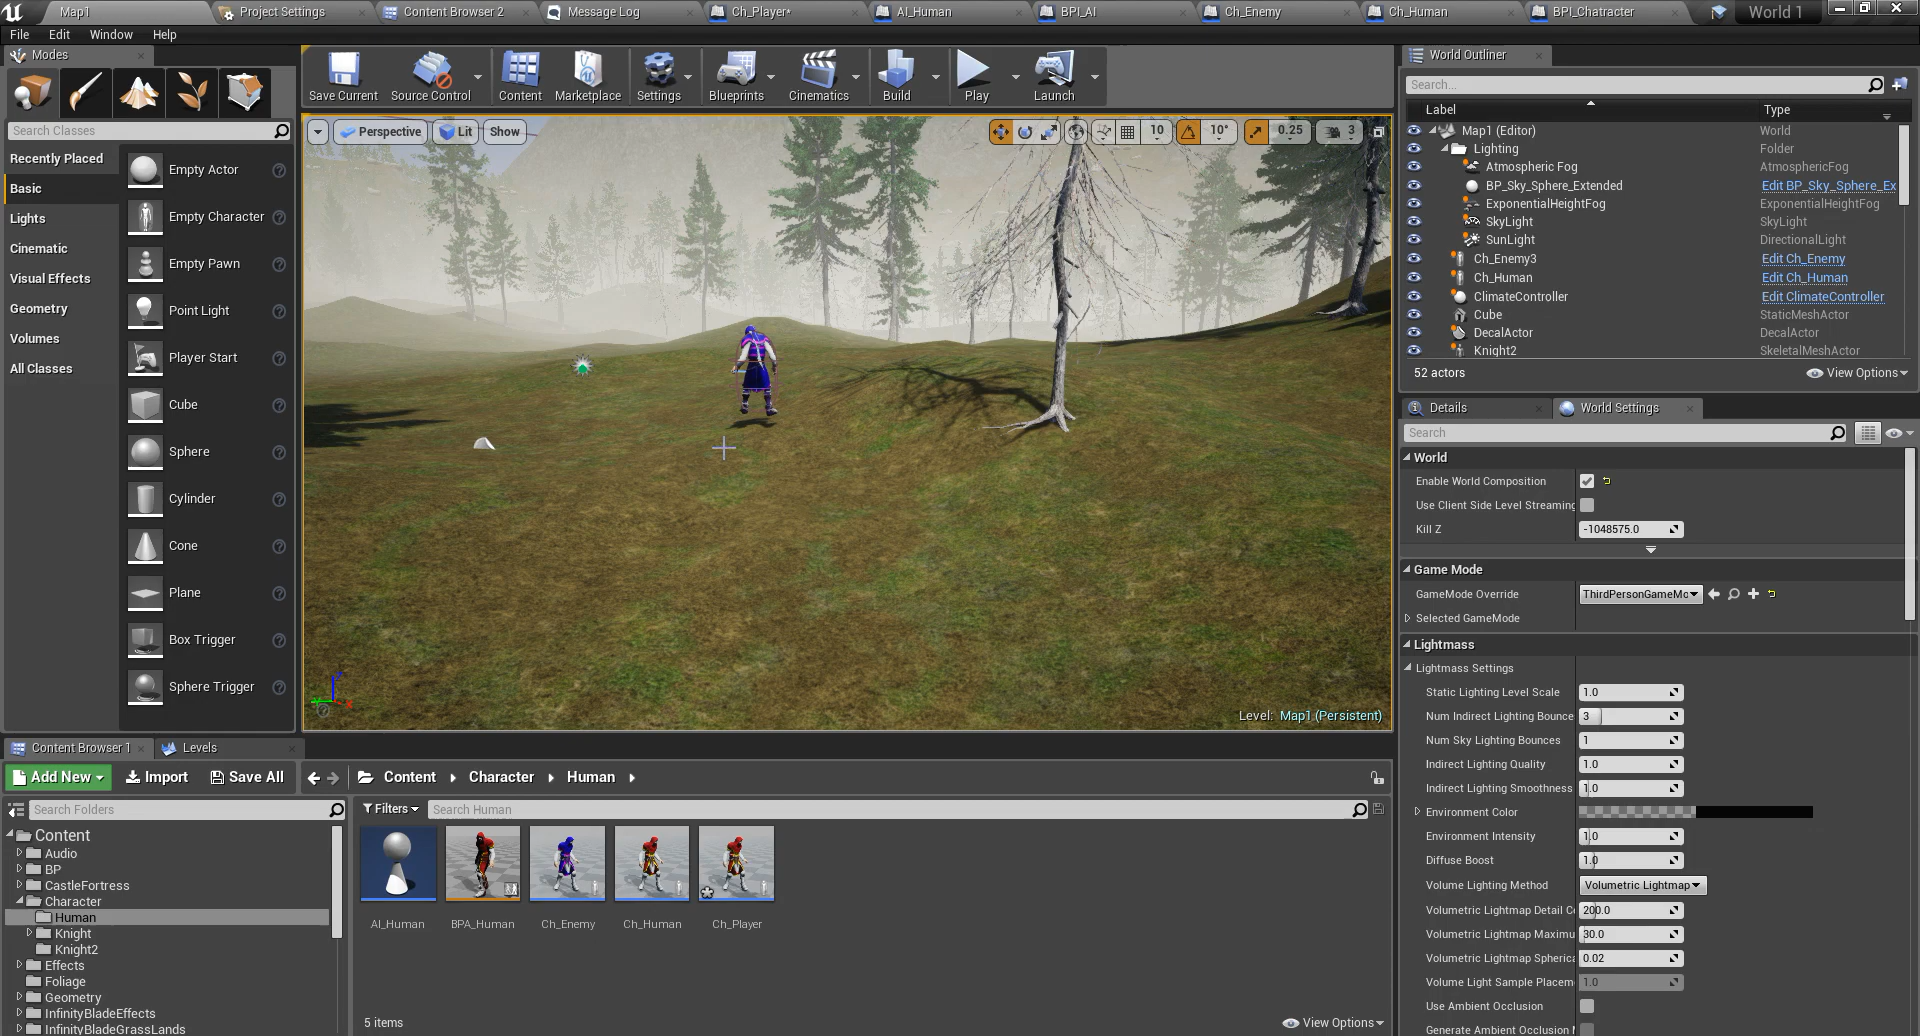 Map1
Project Settings
Content Browser 2
Message Log
Ch_Player*
AI_Human
BPI_AI
Ch_Enemy
Ch_Human
BPI_Chatracter
World 1
File Edit Window Help
Modes
Search Classes
Recently Placed
Basic
Lights
Cinematic
Visual Effects
Geometry
Volumes
All Classes
Empty Actor
Empty Character
Empty Pawn
Point Light
Player Start
Cube
Sphere
Cylinder
Cone
Plane
Box Trigger
Sphere Trigger
Save Current
Source Control
Content
Marketplace
Settings
Blueprints
Cinematics
Build
Play
Launch
Perspective
Lit
Show
10
10°
0.25
3
Level: Map1 (Persistent)
World Outliner
Search...
Label Type
Map1 (Editor) World
Lighting Folder
Atmospheric Fog AtmosphericFog
BP_Sky_Sphere_Extended Edit BP_Sky_Sphere_Ex
ExponentialHeightFog ExponentialHeightFog
SkyLight SkyLight
SunLight DirectionalLight
Ch_Enemy3 Edit Ch_Enemy
Ch_Human Edit Ch_Human
ClimateController Edit ClimateController
Cube StaticMeshActor
DecalActor DecalActor
Knight2 SkeletalMeshActor
52 actors
View Options
Details
World Settings
Search
World
Enable World Composition
Use Client Side Level Streaming
Kill Z -1048575.0
Game Mode
GameMode Override ThirdPersonGameMo
Selected GameMode
Lightmass
Lightmass Settings
Static Lighting Level Scale 1.0
Num Indirect Lighting Bounce 3
Num Sky Lighting Bounces 1
Indirect Lighting Quality 1.0
Indirect Lighting Smoothness 1.0
Environment Color
Environment Intensity 1.0
Diffuse Boost 1.0
Volume Lighting Method Volumetric Lightmap
Volumetric Lightmap Detail Ce 200.0
Volumetric Lightmap Maximu 30.0
Volumetric Lightmap Spherica 0.02
Volume Light Sample Placem 1.0
Use Ambient Occlusion
Generate Ambient Occlusion M
Content Browser 1
Levels
Add New
Import
Save All
Content
Character
Human
Search Folders
Filters
Search Human
Content
Audio
BP
CastleFortress
Character
Human
Knight
Knight2
Effects
Foliage
Geometry
InfinityBladeEffects
InfinityBladeGrassLands
AI_Human
BPA_Human
Ch_Enemy
Ch_Human
Ch_Player
5 items
View Options